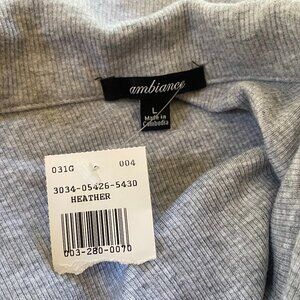 ambiance
L
Made in
Cambodia
031G 004
3034-05426-5430
HEATHER
003-280-0070